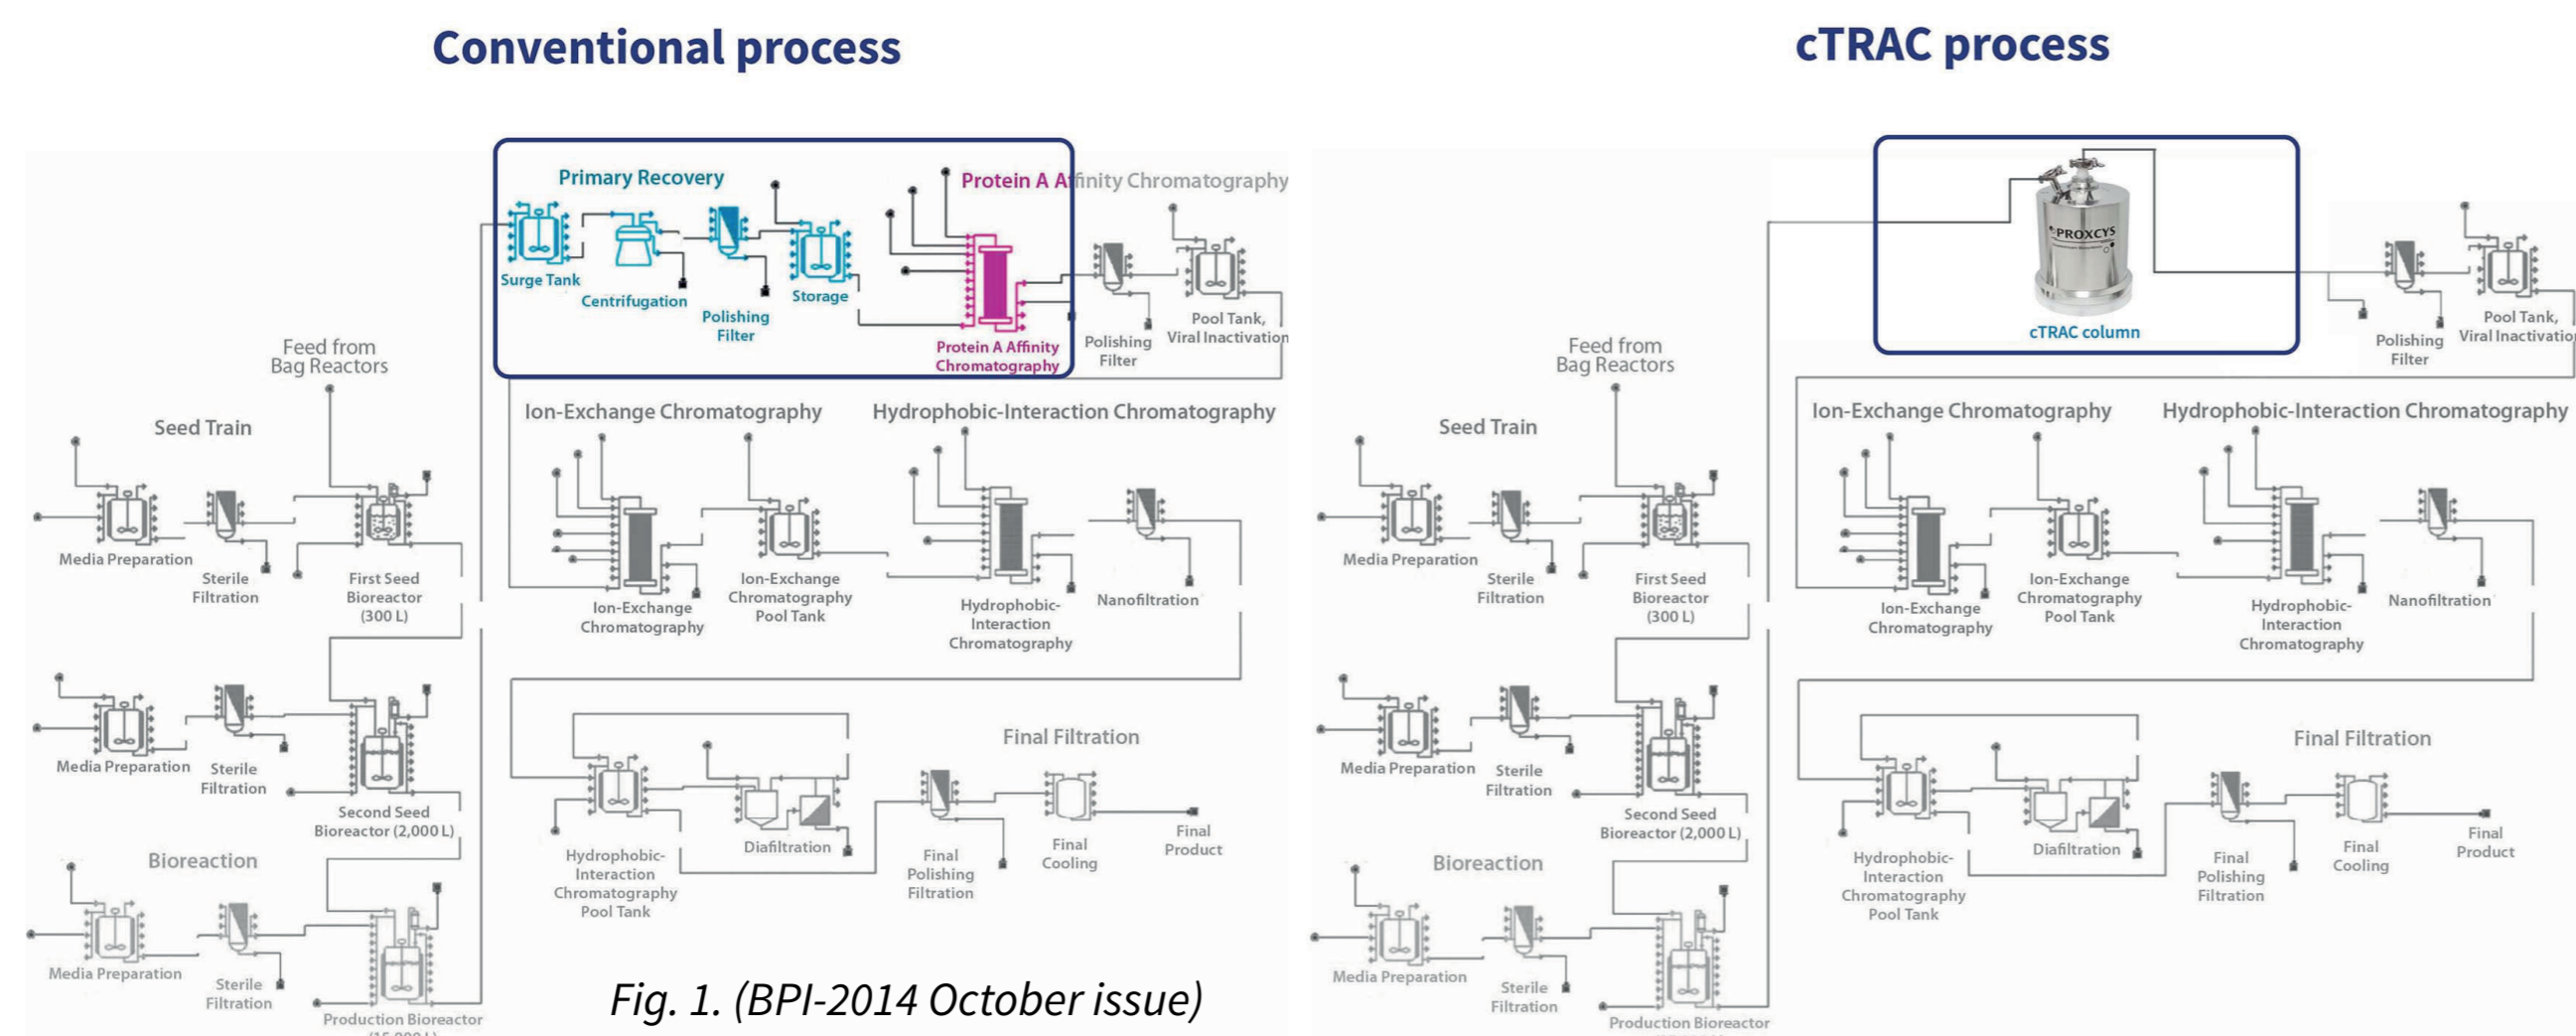 Conventional process
Primary Recovery
Protein A Affinity Chromatography
Surge Tank
Centrifugation
Polishing
Filter
Storage
Protein A Affinity
Chromatography
Polishing
Filter
Pool Tank,
Viral Inactivation
Feed from
Bag Reactors
Seed Train
Media Preparation
Sterile
Filtration
First Seed
Bioreactor
(300 L)
Ion-Exchange Chromatography
Ion-Exchange
Chromatography
Ion-Exchange
Chromatography
Pool Tank
Hydrophobic-Interaction Chromatography
Hydrophobic-
Interaction
Chromatography
Nanofiltration
Media Preparation
Sterile
Filtration
Second Seed
Bioreactor (2,000 L)
Bioreaction
Media Preparation
Sterile
Filtration
Production Bioreactor
Hydrophobic-
Interaction
Chromatography
Pool Tank
Diafiltration
Final Filtration
Final
Polishing
Filtration
Final
Cooling
Final
Product
Fig. 1. (BPI-2014 October issue)
cTRAC process
PROXCYS
cTRAC column
Polishing
Filter
Pool Tank,
Viral Inactivatio
Feed from
Bag Reactors
Seed Train
Media Preparation
Sterile
Filtration
First Seed
Bioreactor
(300 L)
Ion-Exchange Chromatography
Ion-Exchange
Chromatography
Ion-Exchange
Chromatography
Pool Tank
Hydrophobic-Interaction Chromatography
Hydrophobic-
Interaction
Chromatography
Nanofiltration
Media Preparation
Sterile
Filtration
Second Seed
Bioreactor (2,000 L)
Bioreaction
Media Preparation
Sterile
Filtration
Production Bioreactor
Hydrophobic-
Interaction
Chromatography
Pool Tank
Diafiltration
Final Filtration
Final
Polishing
Filtration
Final
Cooling
Final
Product